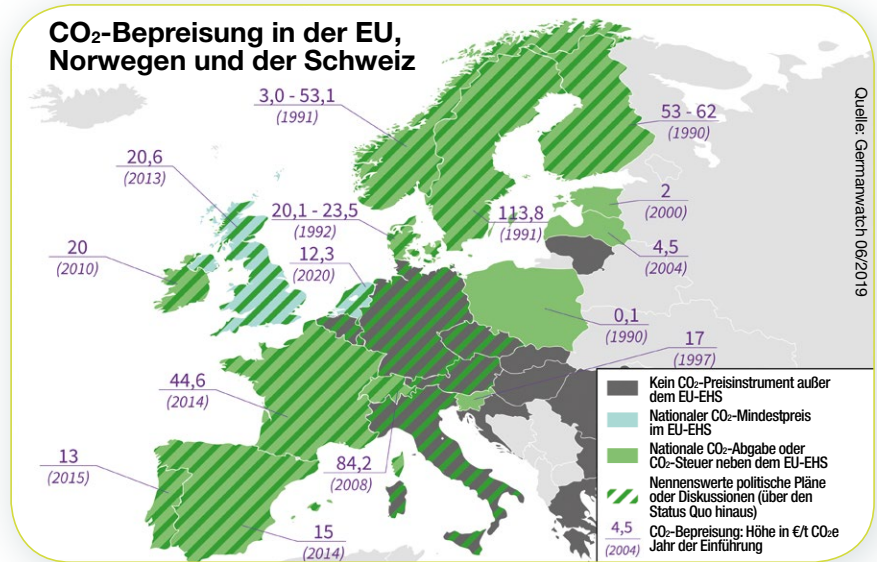 CO₂-Bepreisung in der EU,
Norwegen und der Schweiz
3,0 - 53,1
(1991)
53 - 62
(1990)
20,6
(2013)
20,1 - 23,5
(1992)
113,8
(1991)
2
(2000)
20
(2010)
12,3
(2020)
4,5
(2004)
0,1
(1990)
17
(1997)
44,6
(2014)
13
(2015)
84,2
(2008)
15
(2014)
Quelle: Germanwatch 06/2019
Kein CO₂-Preisinstrument außer
dem EU-EHS
Nationaler CO₂-Mindestpreis
im EU-EHS
Nationale CO₂-Abgabe oder
CO₂-Steuer neben dem EU-EHS
Nennenswerte politische Pläne
oder Diskussionen (über den
Status Quo hinaus)
4,5
(2004)
CO₂-Bepreisung: Höhe in €/t CO₂e
Jahr der Einführung